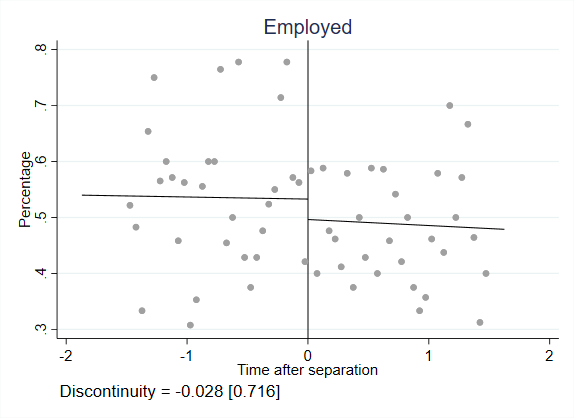 Employed
.8
.7
.6
.5
.4
.3
Percentage
-2 -1 0 1 2
Time after separation
Discontinuity = -0.028 [0.716]